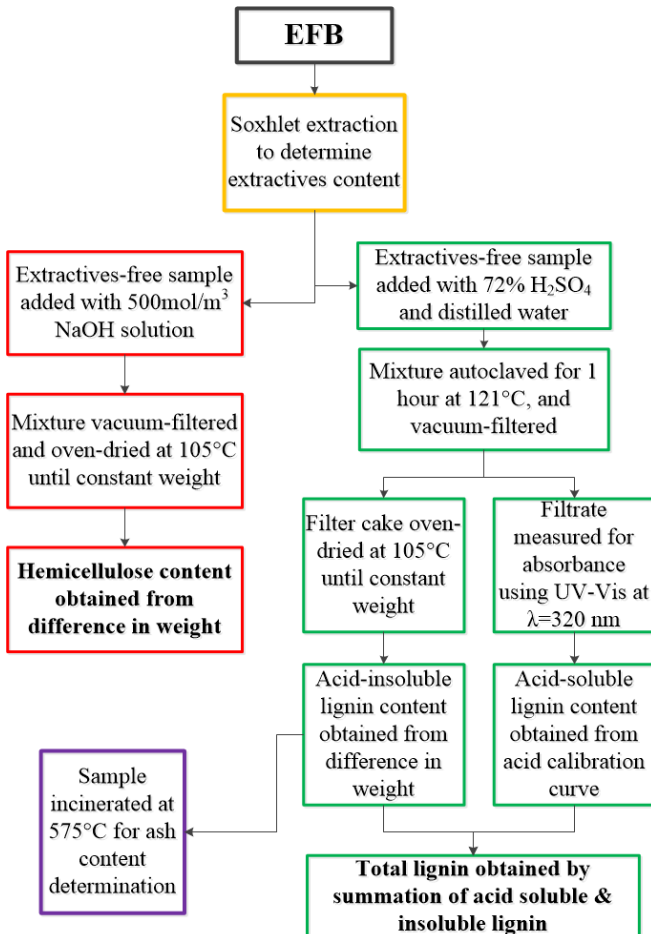 EFB
Soxhlet extraction
to determine
extractives content
Extractives-free sample
added with 500mol/m³
NaOH solution
Mixture vacuum-filtered
and oven-dried at 105°C
until constant weight
Hemicellulose content
obtained from
difference in weight
Extractives-free sample
added with 72% H₂SO₄
and distilled water
Mixture autoclaved for 1
hour at 121°C, and
vacuum-filtered
Filter cake oven-
dried at 105°C
until constant
weight
Filtrate
measured for
absorbance
using UV-Vis at
λ=320 nm
Acid-insoluble
lignin content
obtained from
difference in
weight
Acid-soluble
lignin content
obtained from
acid calibration
curve
Sample
incinerated at
575°C for ash
content
determination
Total lignin obtained by
summation of acid soluble &
insoluble lignin